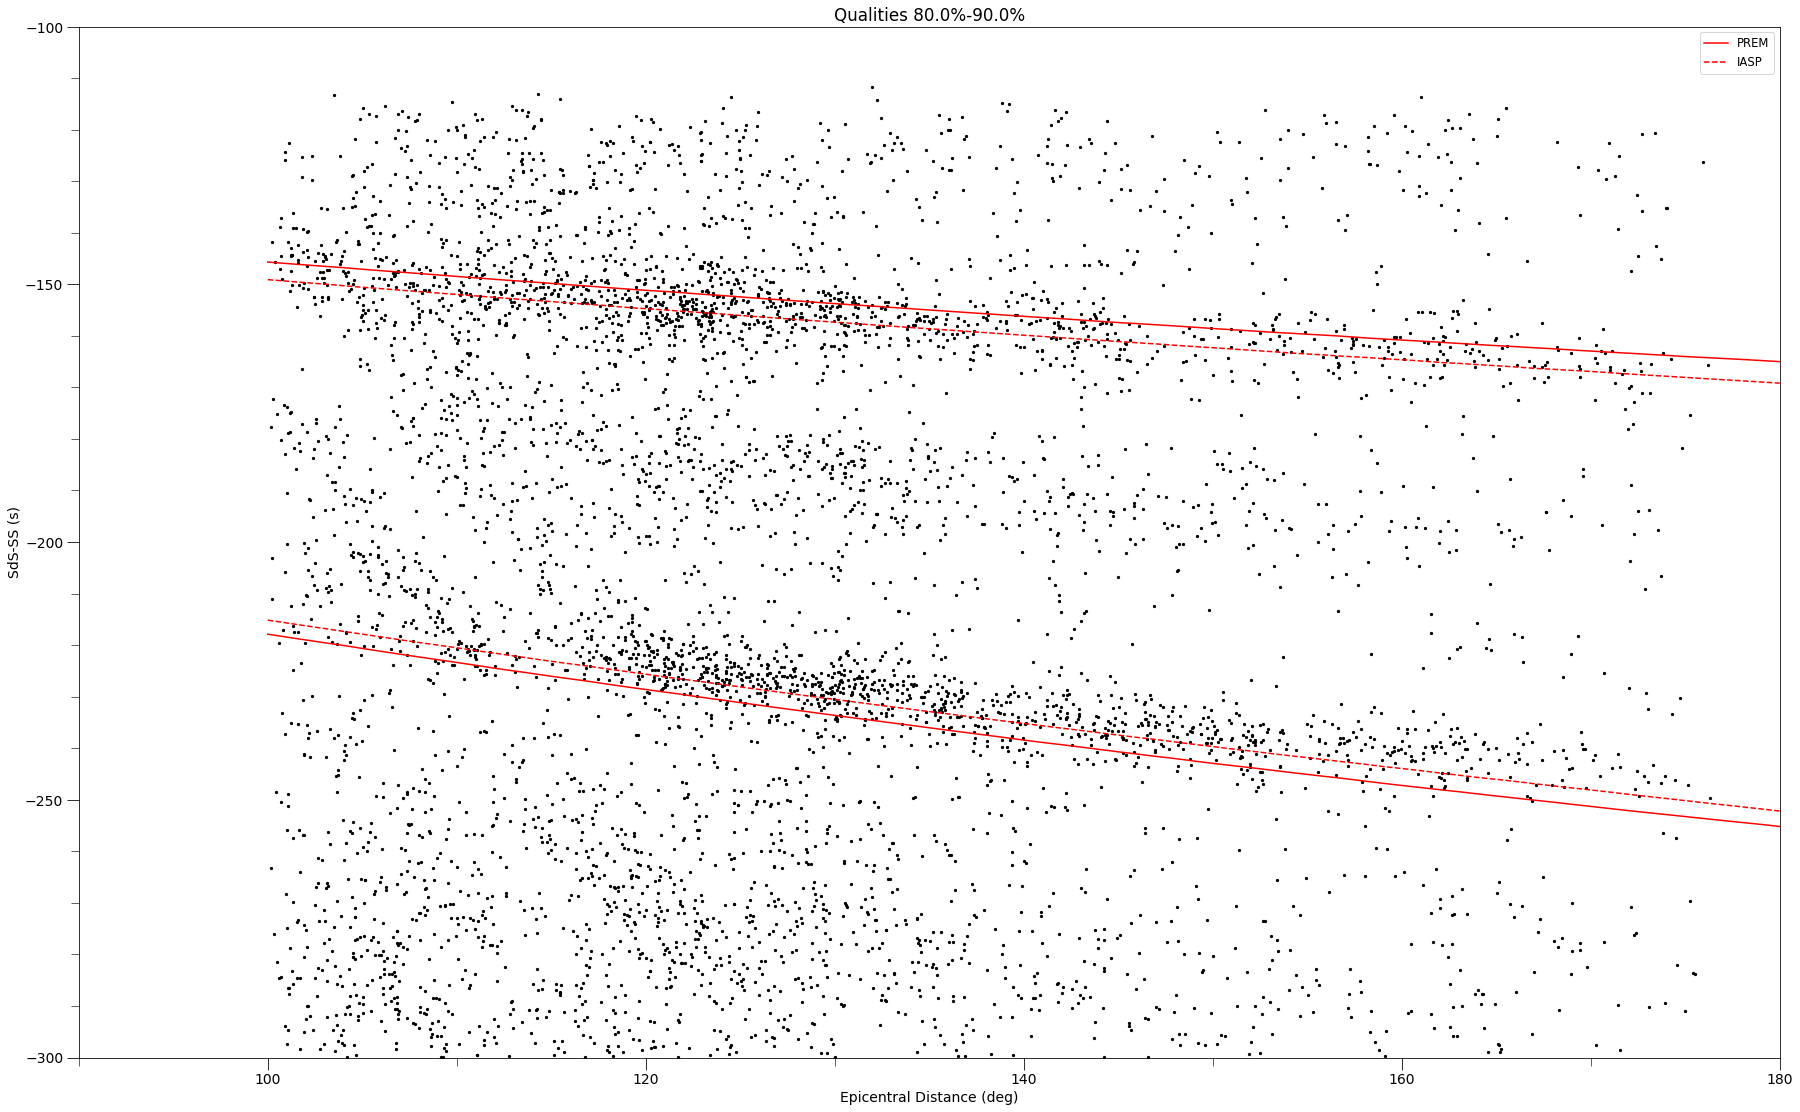 Qualities 80.0%-90.0%
PREM
IASP
−100
−150
−200
−250
−300
SdS-SS (s)
100
120
140
160
180
Epicentral Distance (deg)